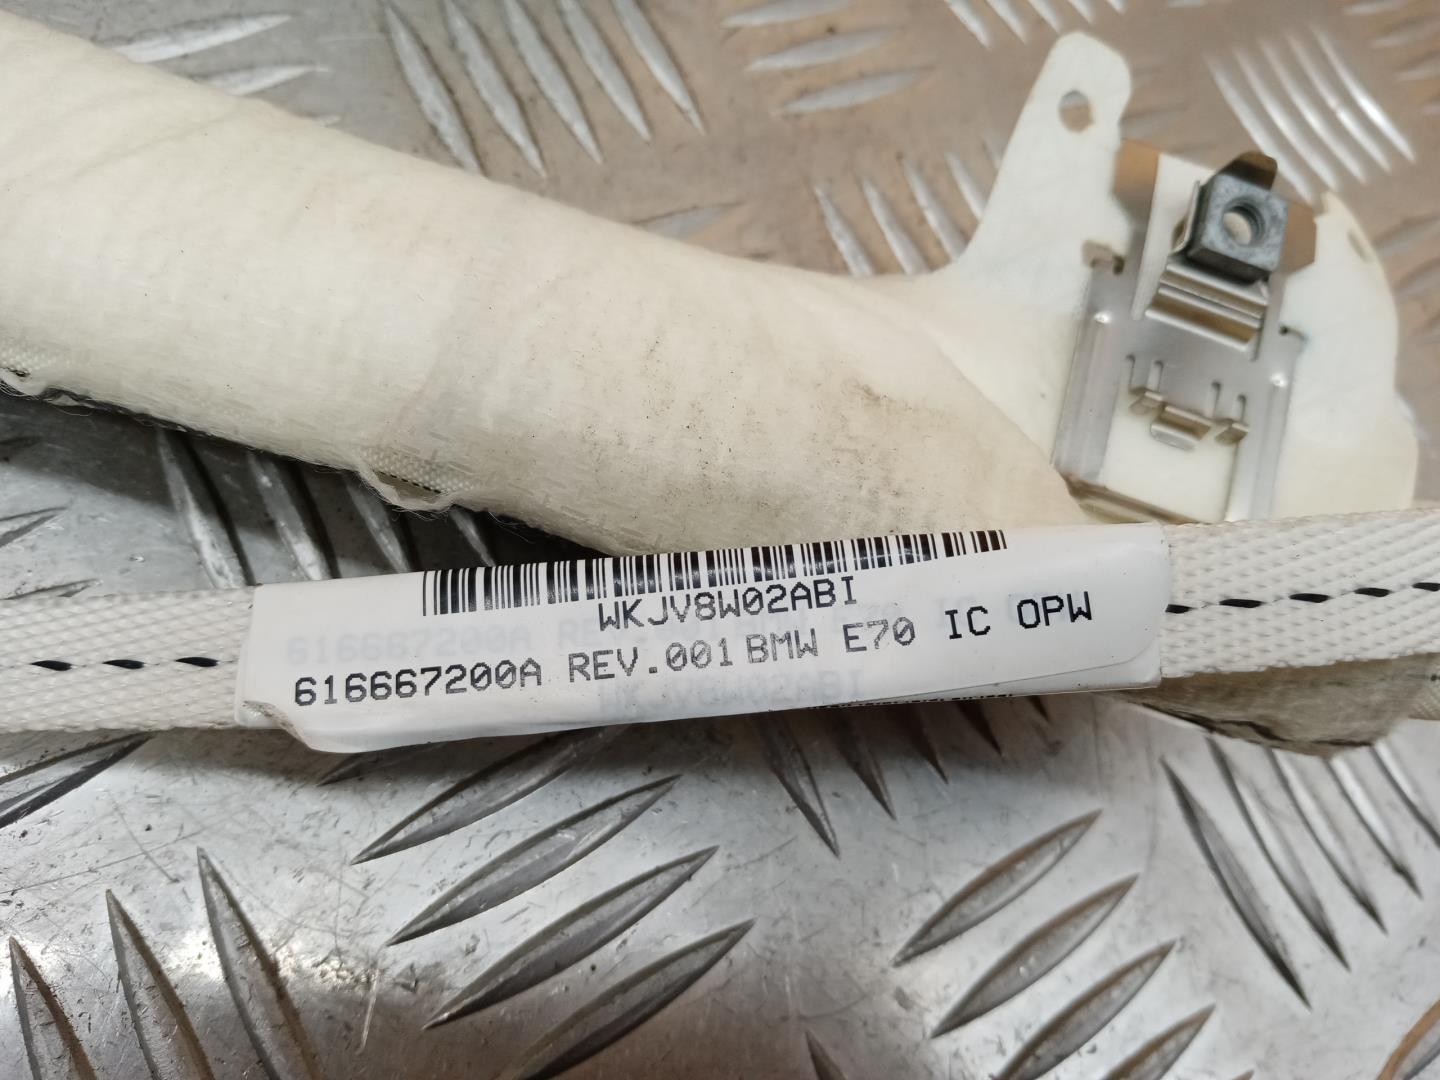 WKJV8W02ABI
616667200A REV.001 BMW E70 IC OPW